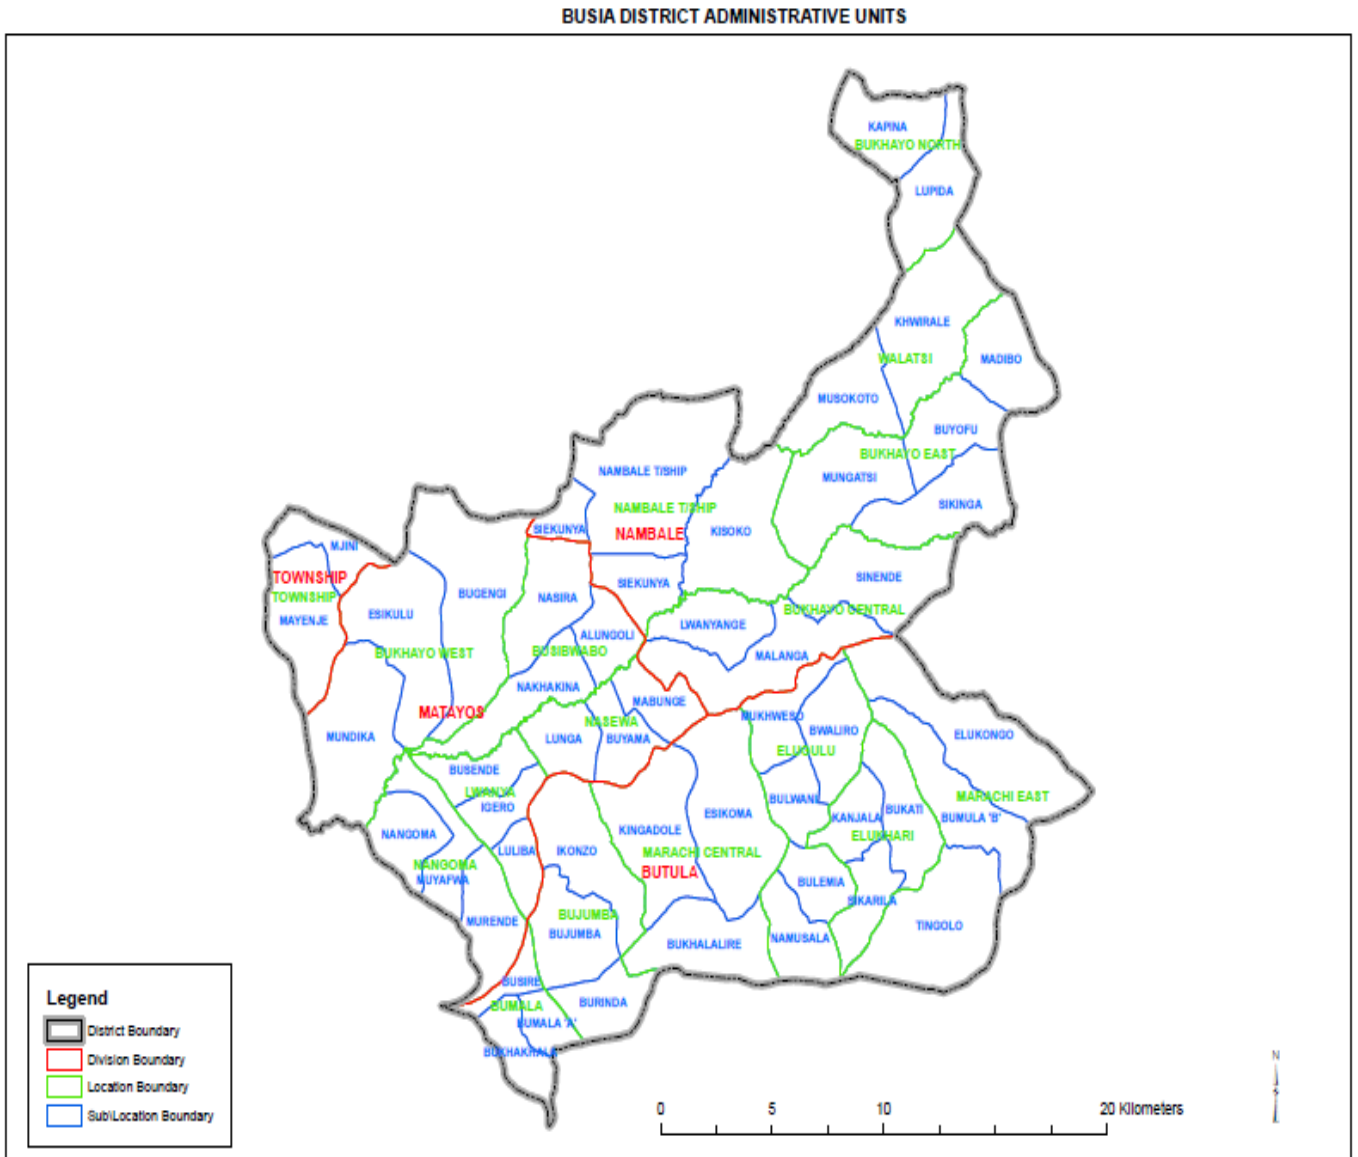 BUSIA DISTRICT ADMINISTRATIVE UNITS
KAPINA
BUKHAYO NORTH
LUPIDA
KHWIRALE
WALATSI
MADIBO
MUSOKOTO
BUYOFU
BUKHAYO EAST
NAMBALE T/SHIP
MUNGATSI
SIKINGA
NAMBALE T/SHIP
SIEKUNYA
NAMBALE
KISOKO
MJINI
TOWNSHIP
SINENDE
SIEKUNYA
TOWNSHIP
BUGENGI
NASIRA
BUKHAYO CENTRAL
MAYENJE
ESIKULU
LWANYANGE
ALUNGOLI
BUKHAYO WEST
BUSIBWABO
MALANGA
NAKHAKINA
MABUNGE
MATAYOS
MUKHWESO
NASEWA
BWALIRO
ELUKONGO
MUNDIKA
LUNGA
BUYAMA
ELUGULU
BUSENDE
LWANYA
BULWANI
MARACHI EAST
IGERO
ESIKOMA
BUKATI
BUMULA 'B'
KANJALA
NANGOMA
KINGADOLE
ELUKHARI
LULIBA
IKONZO
MARACHI CENTRAL
NANGOMA
BUTULA
MUYAFWA
BULEMIA
SIKARILA
BUJUMBA
MURENDE
TINGOLO
BUJUMBA
NAMUSALA
BUKHALALIRE
BUSIRE
BUMALA
BURINDA
BUMALA 'A'
BUKHAKHALA
Legend
District Boundary
Division Boundary
Location Boundary
Sub\Location Boundary
N
0 5 10 20 Kilometers